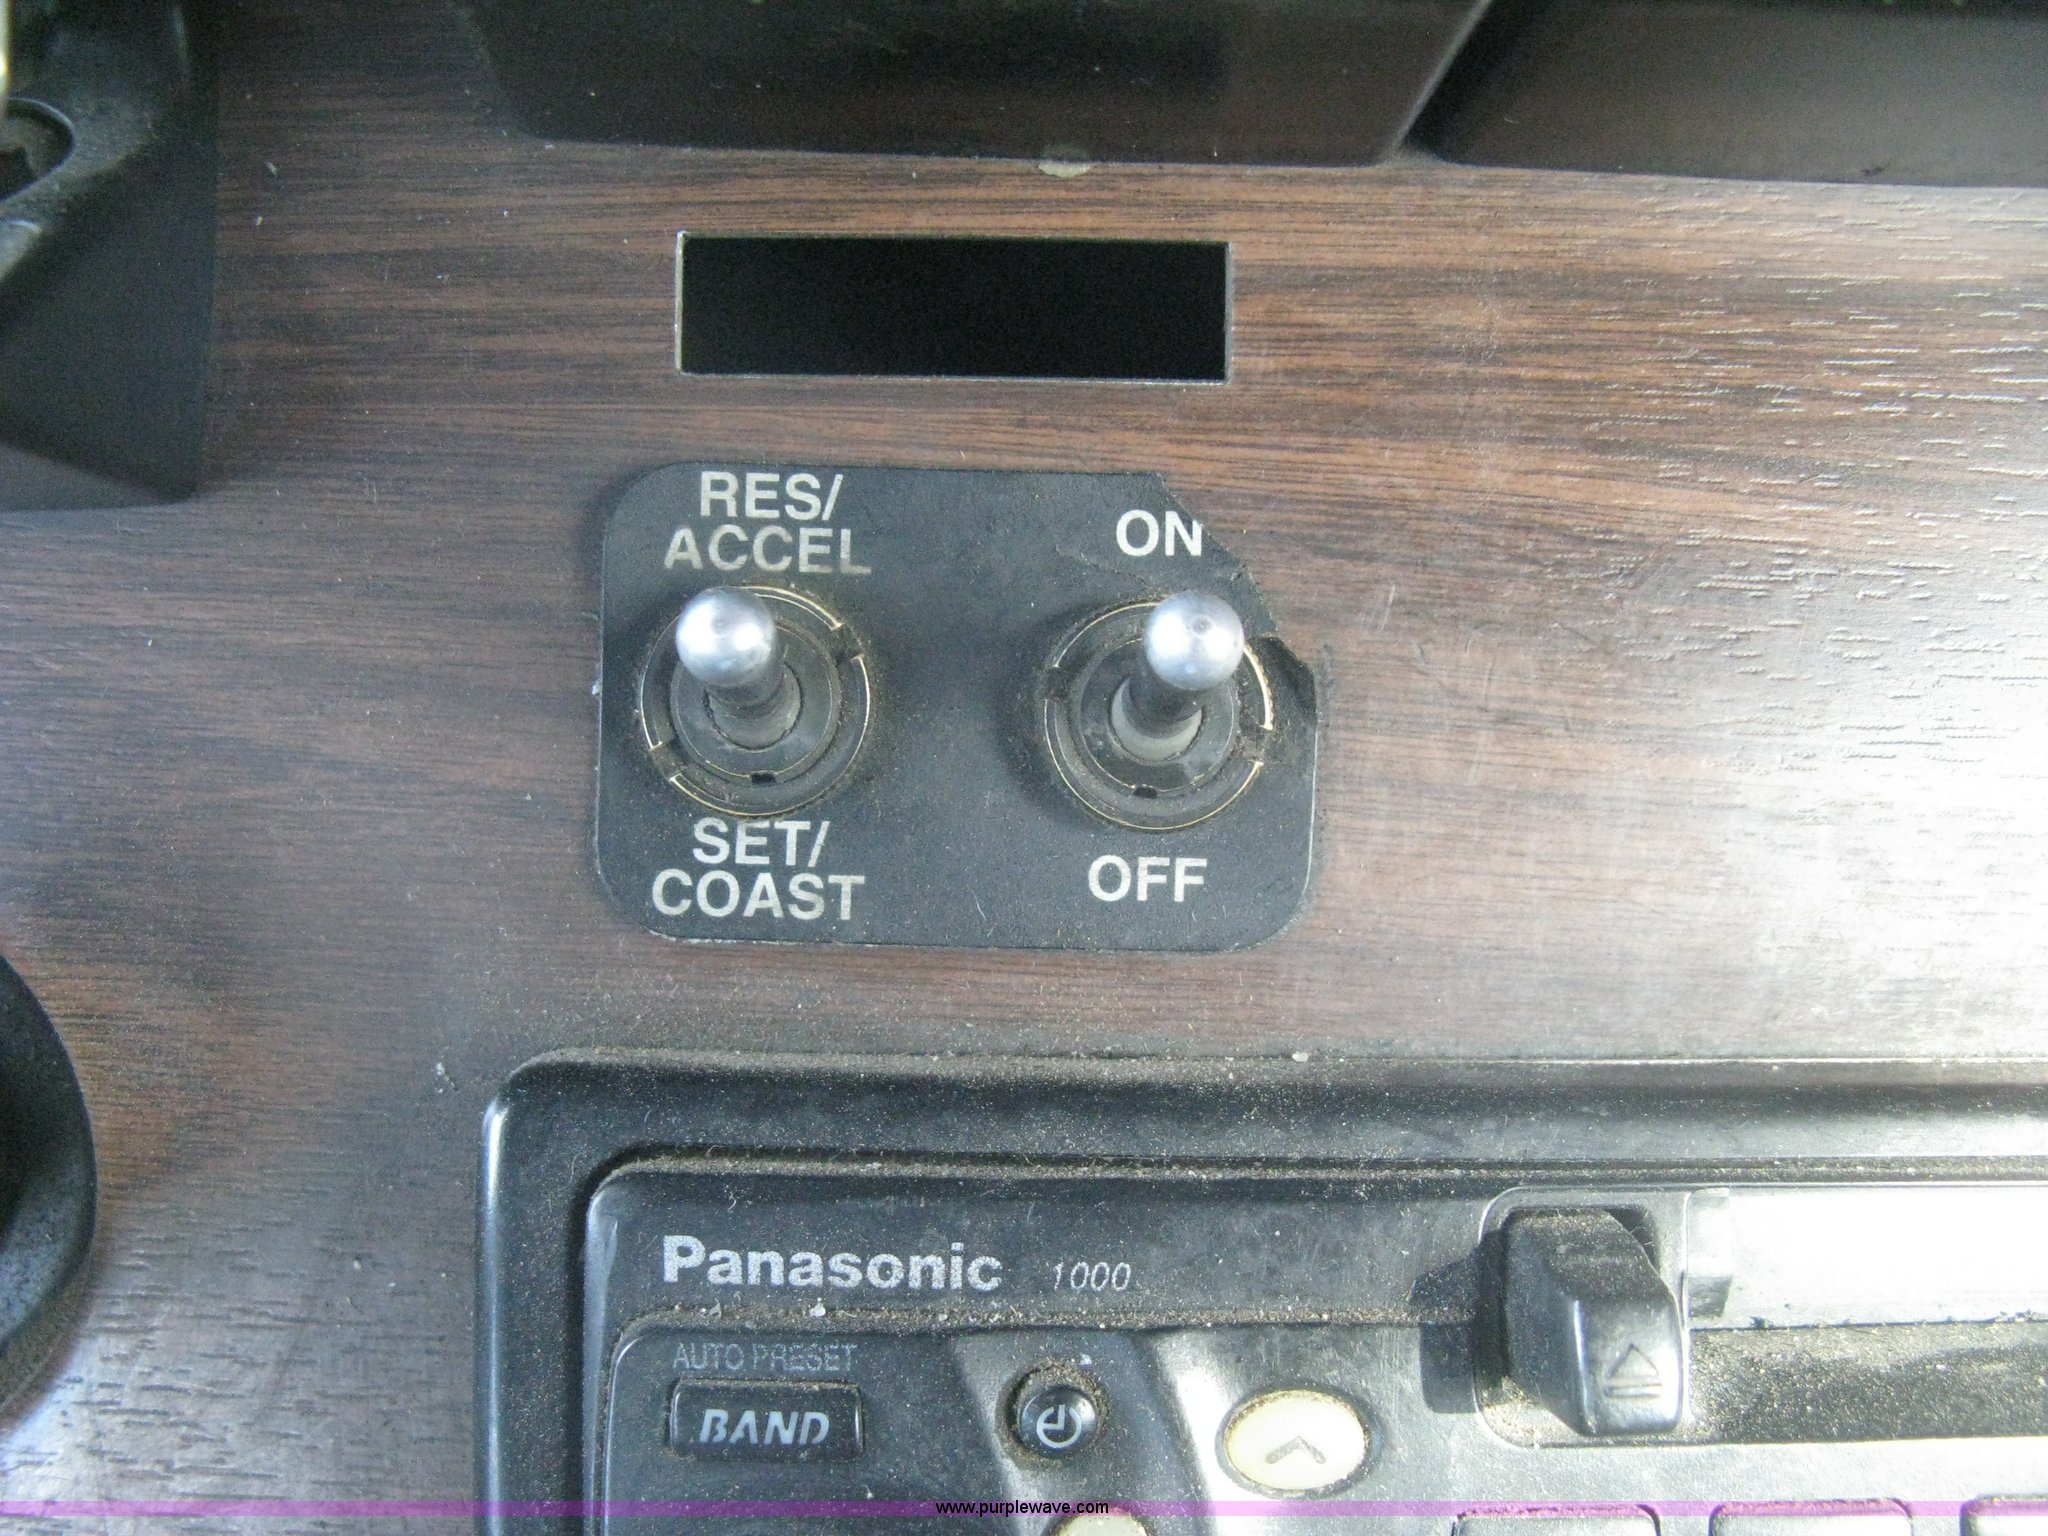 RES/
ACCEL
ON
SET/
COAST
OFF
Panasonic 1000
AUTO PRESET
BAND
www.purplewave.com